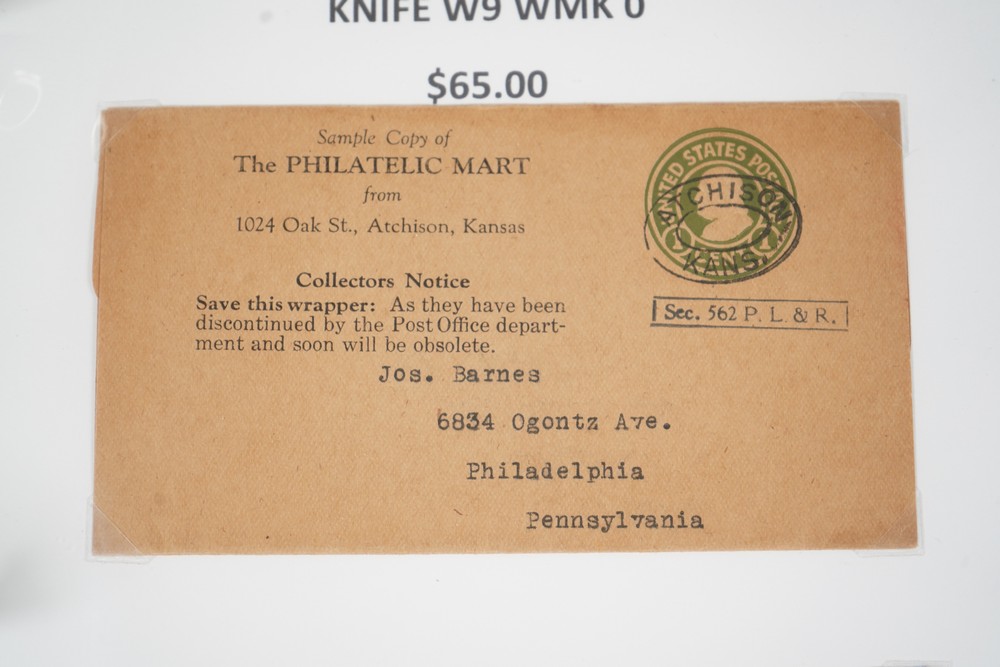 KNIFE W9 WMK 0
$65.00
Sample Copy of
The PHILATELIC MART
from
1024 Oak St., Atchison, Kansas
Collectors Notice
Save this wrapper: As they have been
discontinued by the Post Office depart-
ment and soon will be obsolete.
UNITED STATES POS
ATCHISON,
KANS.
Sec. 562 P. L. & R.
Jos. Barnes
6834 Ogontz Ave.
Philadelphia
Pennsylvania